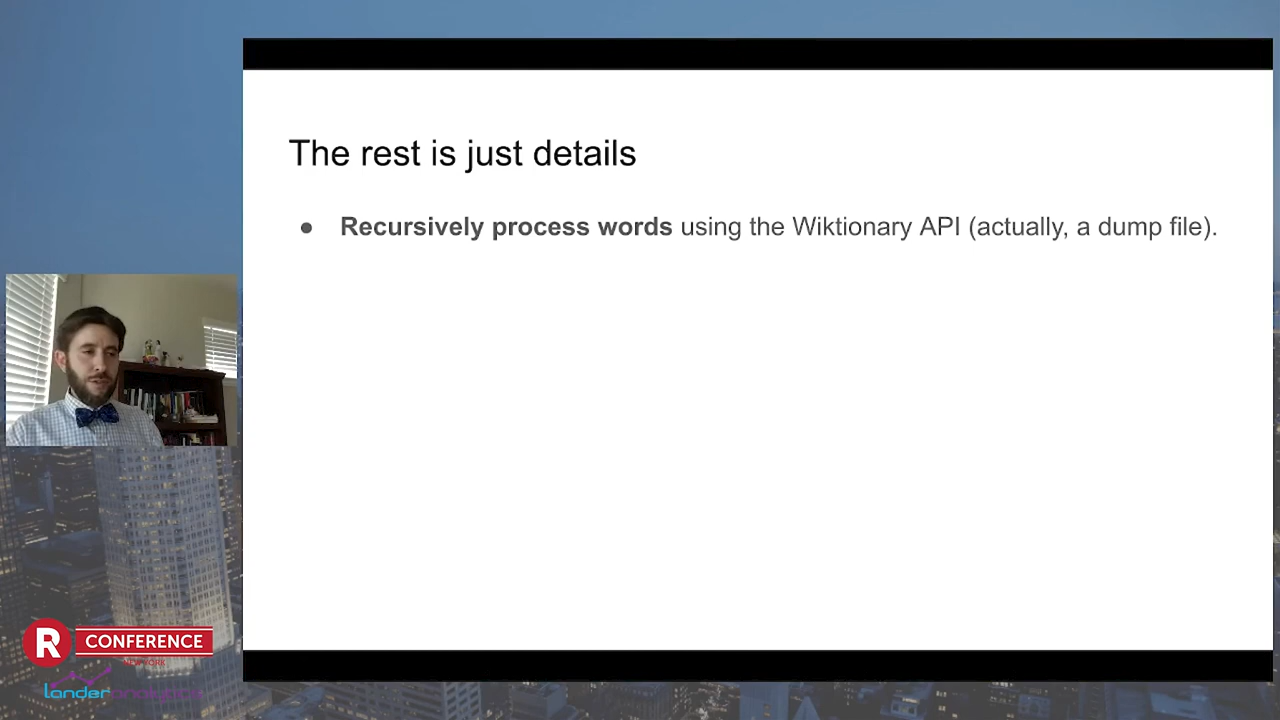 The rest is just details
● Recursively process words using the Wiktionary API (actually, a dump file).
R CONFERENCE
NEW YORK
lander analytics